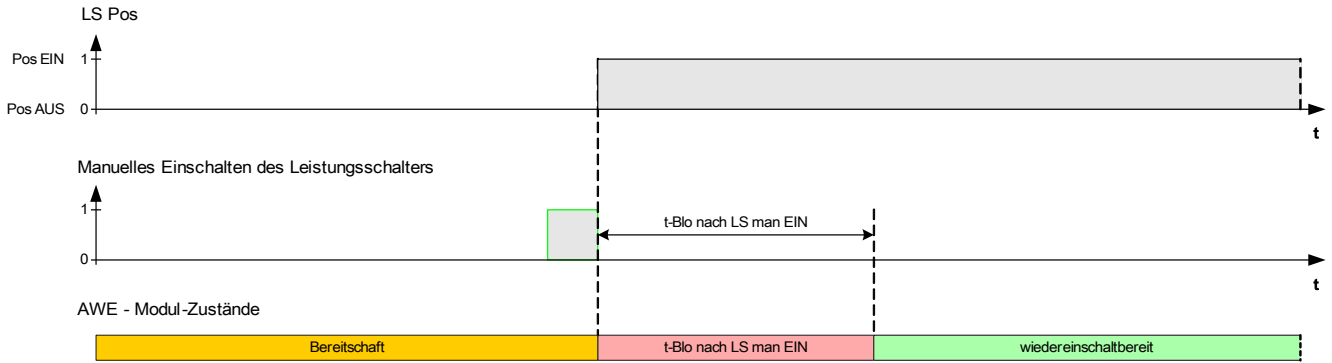 LS Pos
Pos EIN 1
Pos AUS 0
t
Manuelles Einschalten des Leistungsschalters
1
t-Blo nach LS man EIN
0
t
AWE - Modul-Zustände
Bereitschaft t-Blo nach LS man EIN wiedereinschaltbereit